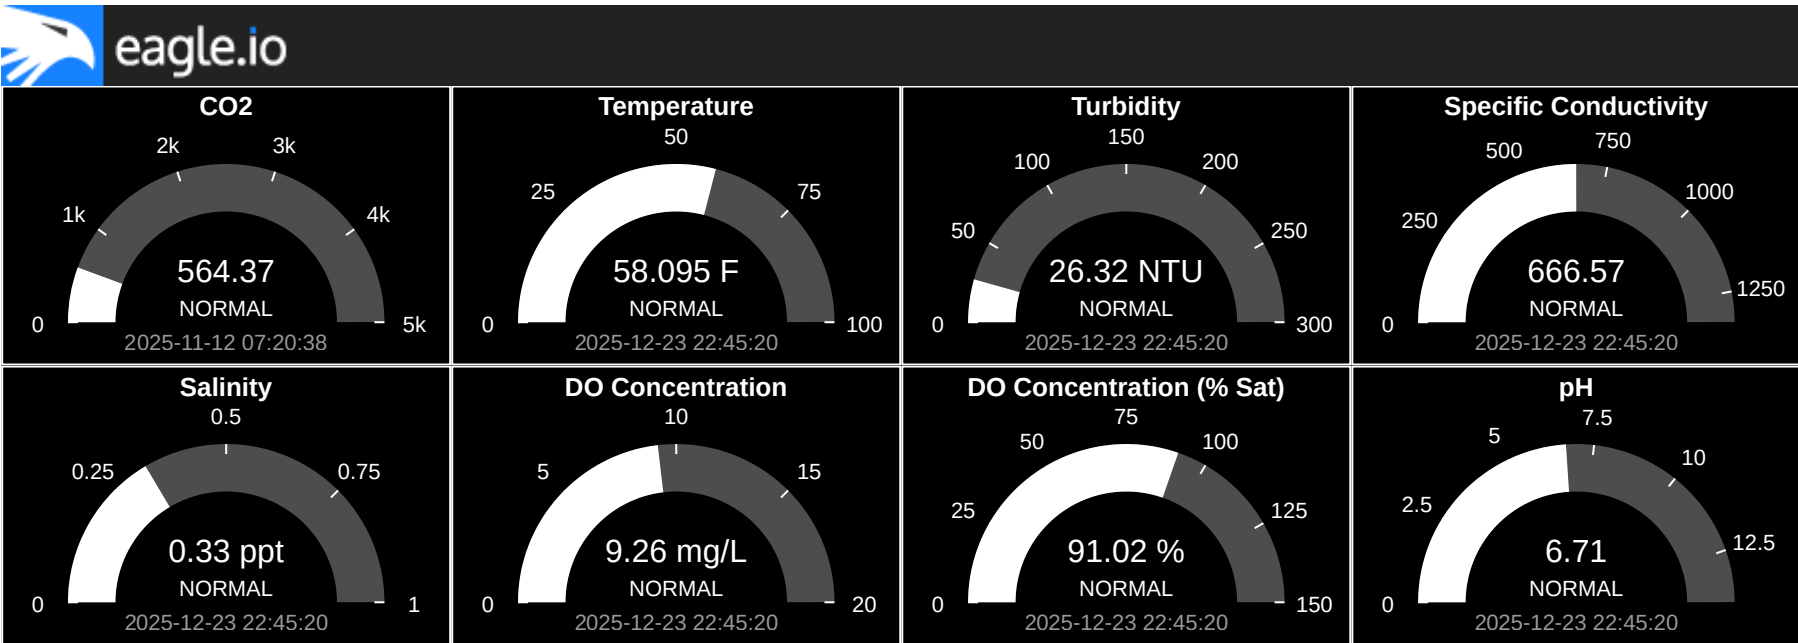 eagle.io
CO2
0
1k
2k
3k
4k
5k
564.37
NORMAL
2025-11-12 07:20:38
Temperature
0
25
50
75
100
58.095 F
NORMAL
2025-12-23 22:45:20
Turbidity
0
50
100
150
200
250
300
26.32 NTU
NORMAL
2025-12-23 22:45:20
Specific Conductivity
0
250
500
750
1000
1250
666.57
NORMAL
2025-12-23 22:45:20
Salinity
0
0.25
0.5
0.75
1
0.33 ppt
NORMAL
2025-12-23 22:45:20
DO Concentration
0
5
10
15
20
9.26 mg/L
NORMAL
2025-12-23 22:45:20
DO Concentration (% Sat)
0
25
50
75
100
125
150
91.02 %
NORMAL
2025-12-23 22:45:20
pH
0
2.5
5
7.5
10
12.5
6.71
NORMAL
2025-12-23 22:45:20